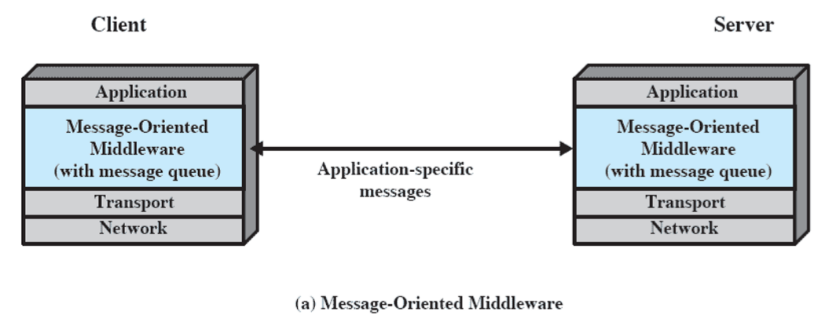 Client
Server
Application
Message-Oriented
Middleware
(with message queue)
Transport
Network
Application-specific
messages
Application
Message-Oriented
Middleware
(with message queue)
Transport
Network
(a) Message-Oriented Middleware